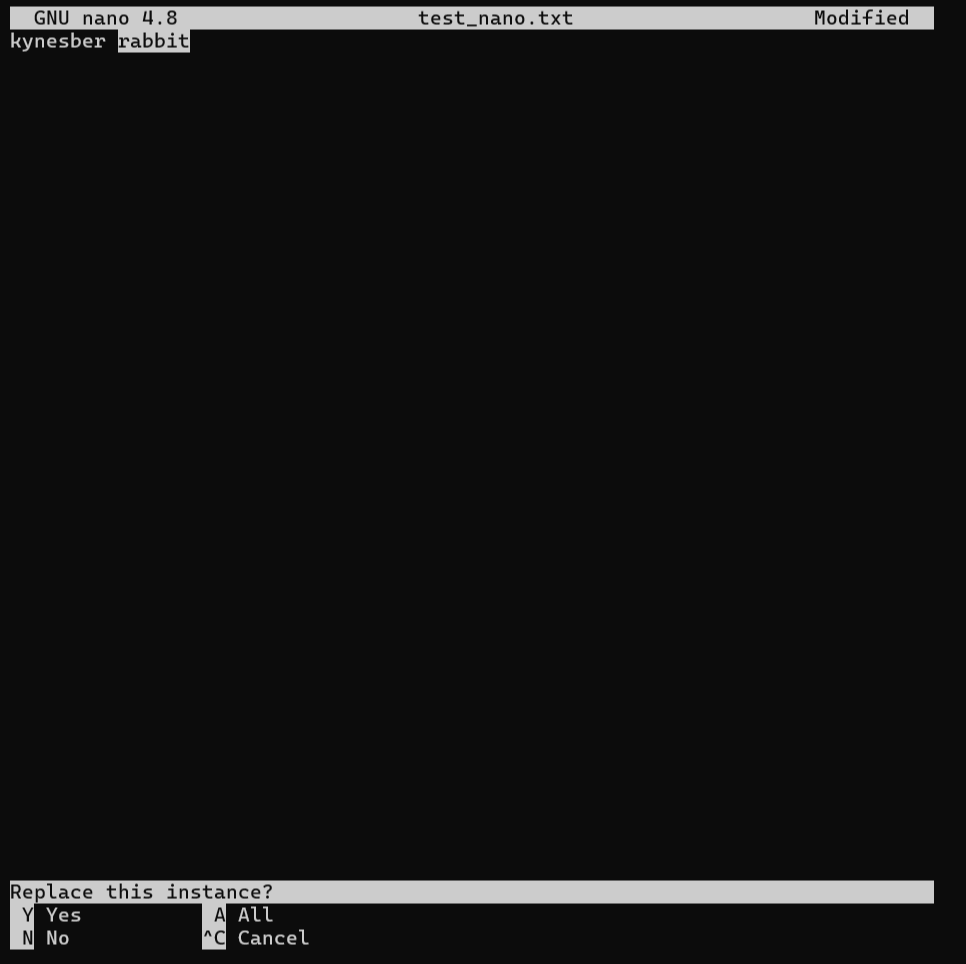 GNU nano 4.8 test_nano.txt Modified
kynesber rabbit
Replace this instance?
Y Yes A All
N No ^C Cancel